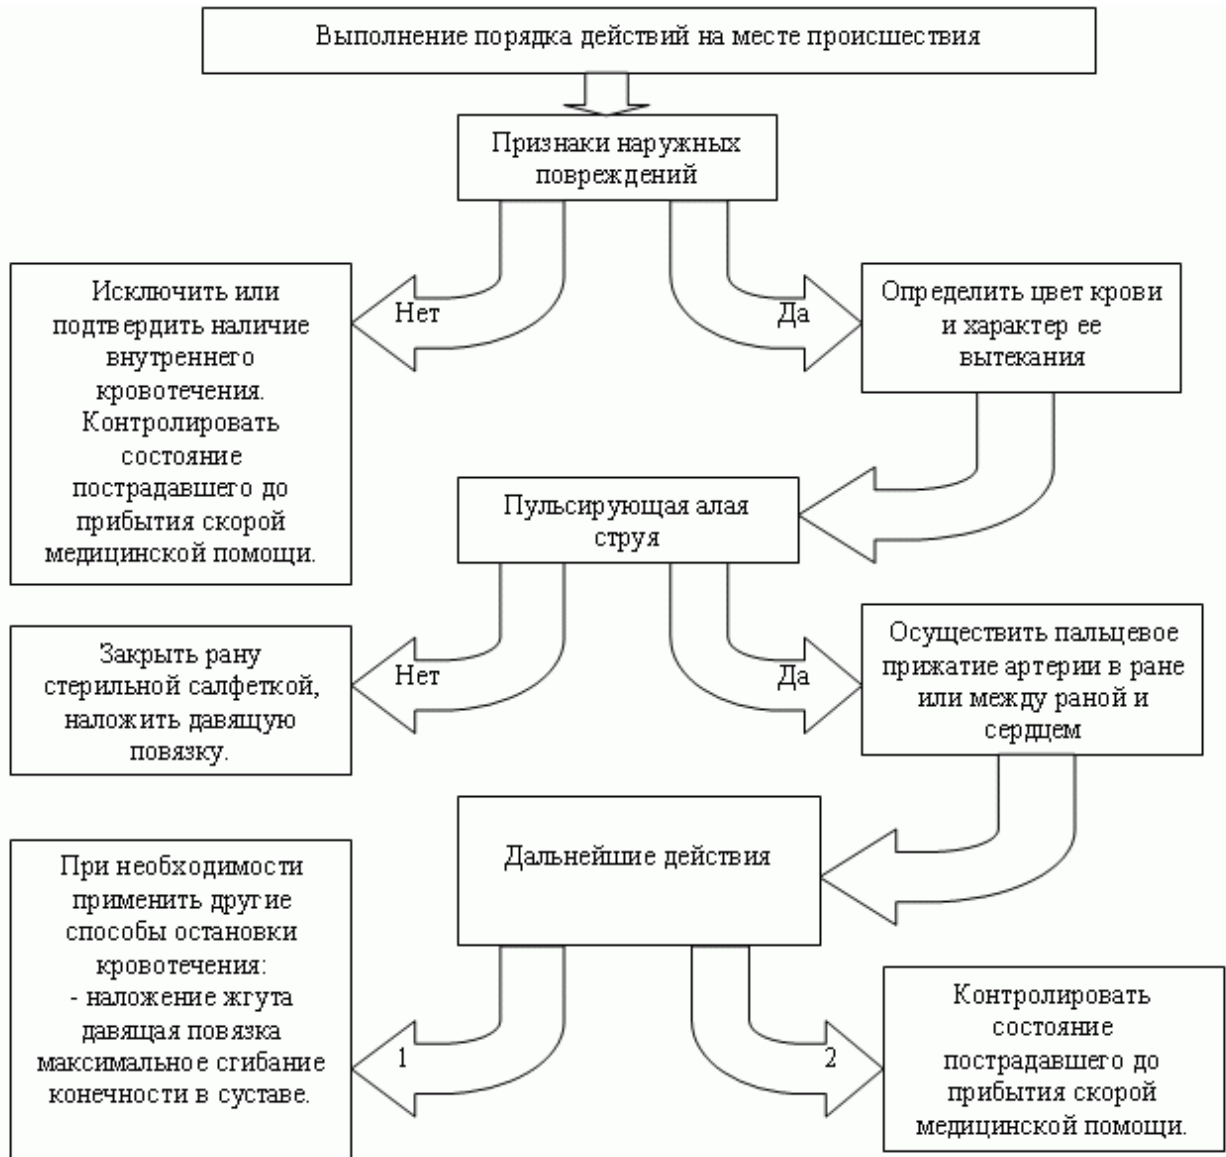 Выполнение порядка действий на месте происшествия
Признаки наружных
повреждений
Нет
Да
Исключить или
подтвердить наличие
внутреннего
кровотечения.
Контролировать
состояние
пострадавшего до
прибытия скорой
медицинской помощи.
Определить цвет крови
и характер ее
вытекания
Пульсирующая алая
струя
Нет
Да
Закрыть рану
стерильной салфеткой,
наложить давящую
повязку.
Осуществить пальцевое
прижатие артерии в ране
или между раной и
сердцем
Дальнейшие действия
1
2
При необходимости
применить другие
способы остановки
кровотечения:
- наложение жгута
давящая повязка
максимальное сгибание
конечности в суставе.
Контролировать
состояние
пострадавшего до
прибытия скорой
медицинской помощи.